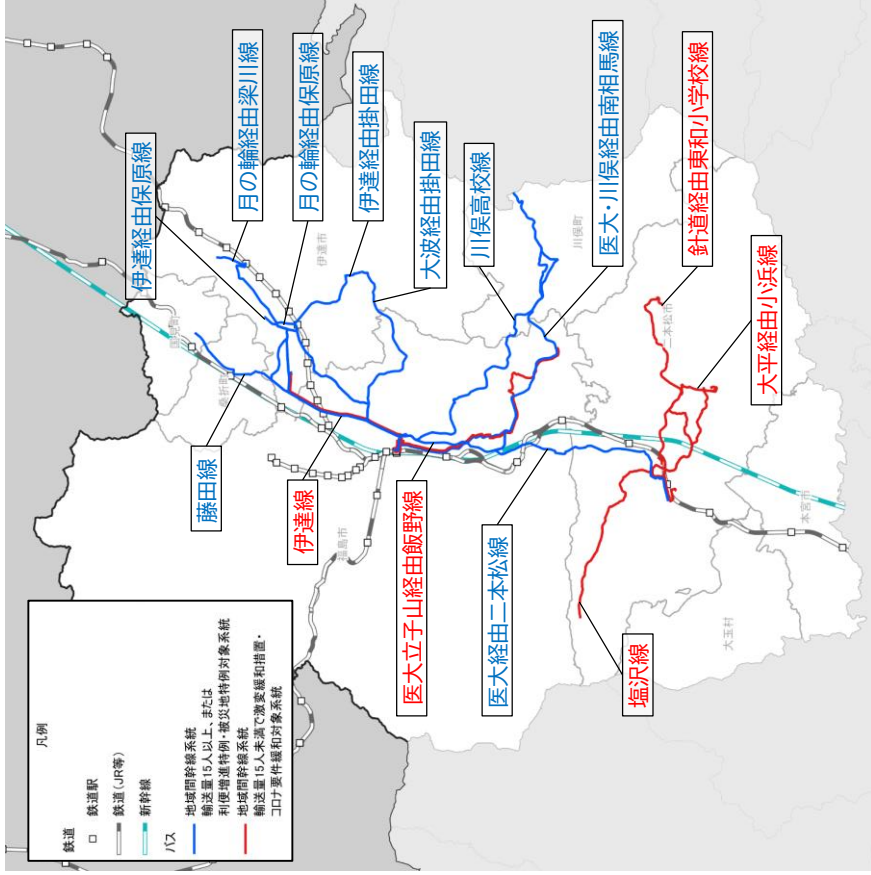 凡例
鉄道
鉄道駅
鉄道(JR等)
新幹線
バス
地域間幹線系統
輸送量15人以上、または
利便増進特例・被災地特例対象系統
地域間幹線系統
輸送量15人未満で激変緩和措置・
コロナ要件緩和対象系統
伊達経由保原線
月の輪経由梁川線
月の輪経由保原線
伊達経由掛田線
大波経由掛田線
川俣高校線
医大・川俣経由南相馬線
針道経由東和小学校線
大平経由小浜線
藤田線
伊達線
医大立子山経由飯野線
医大経由二本松線
塩沢線
国見町
桑折町
伊達市
福島市
川俣町
二本松市
大玉村
本宮市